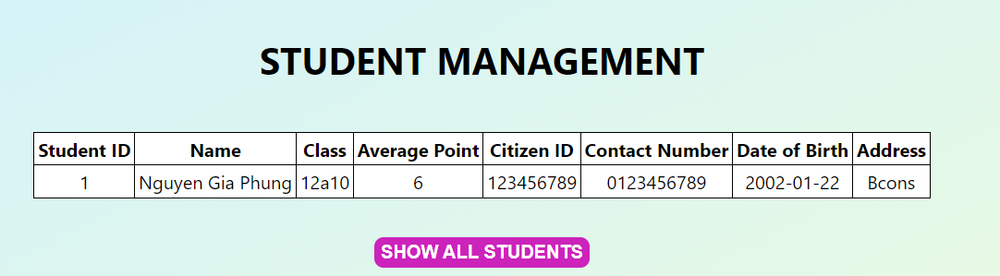 STUDENT MANAGEMENT
Student ID Name Class Average Point Citizen ID Contact Number Date of Birth Address
1 Nguyen Gia Phung 12a10 6 123456789 0123456789 2002-01-22 Bcons
SHOW ALL STUDENTS